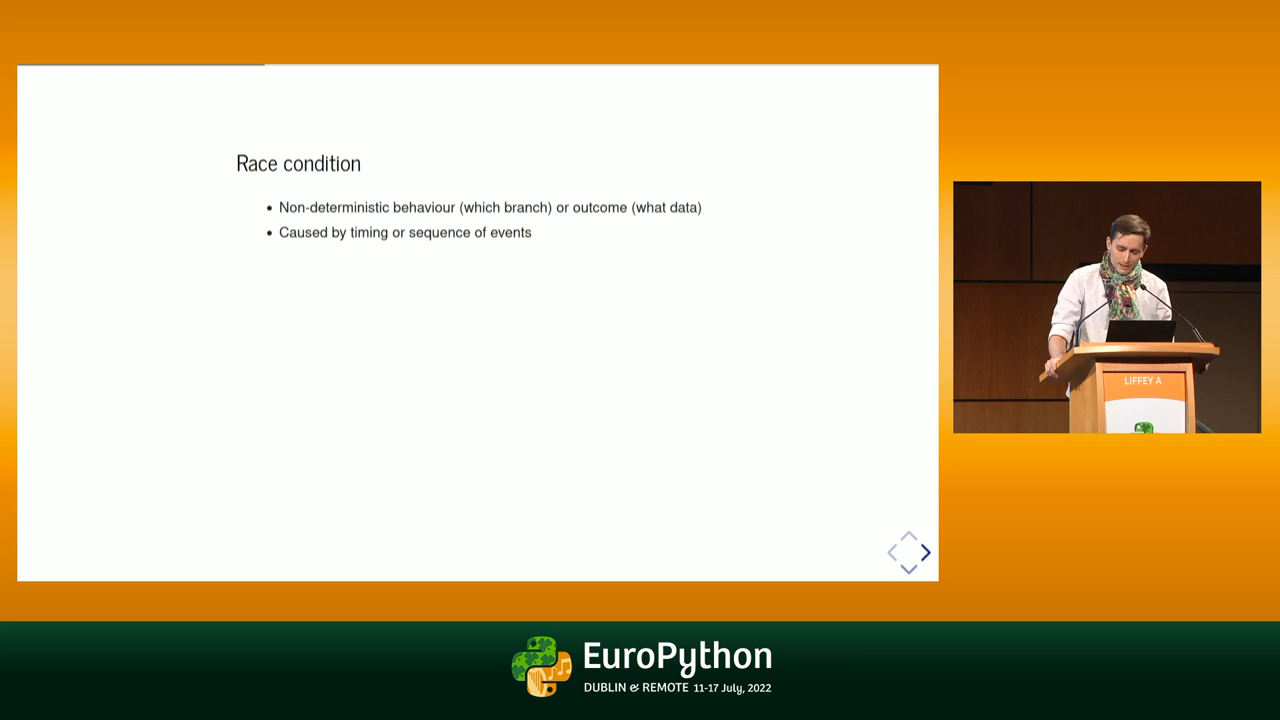 Race condition
• Non-deterministic behaviour (which branch) or outcome (what data)
• Caused by timing or sequence of events
LIFFEY A
EuroPython
DUBLIN & REMOTE 11-17 July, 2022